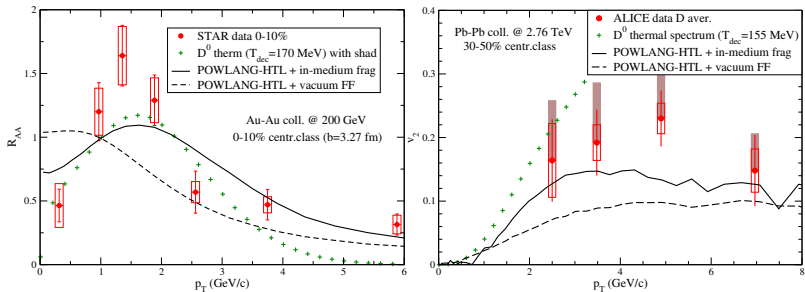 2
1.5
1
0.5
0
R_AA
STAR data 0-10%
D^0 therm (T_dec=170 MeV) with shad
POWLANG-HTL + in-medium frag
POWLANG-HTL + vacuum FF
Au-Au coll. @ 200 GeV
0-10% centr.class (b=3.27 fm)
0 1 2 3 4 5 6
p_T (GeV/c)
0.4
0.3
0.2
0.1
0
v_2
Pb-Pb coll. @ 2.76 TeV
30-50% centr.class
ALICE data D aver.
D^0 thermal spectrum (T_dec=155 MeV)
POWLANG-HTL + in-medium frag
POWLANG-HTL + vacuum FF
0 2 4 6 8
p_T (GeV/c)